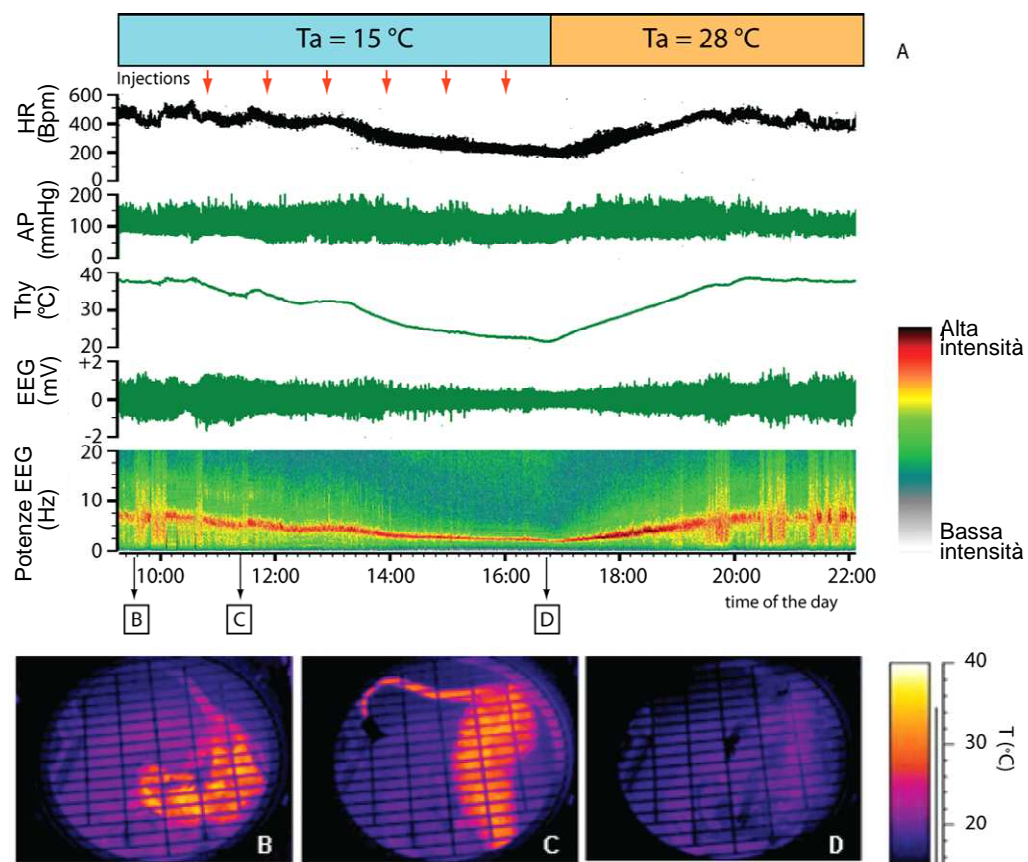 Ta = 15 °C
Ta = 28 °C
A
Injections
HR
(Bpm)
600
400
200
0
AP
(mmHg)
200
100
0
Thy
(ºC)
40
30
20
EEG
(mV)
+2
0
-2
Potenze EEG
(Hz)
20
10
0
10:00 12:00 14:00 16:00 18:00 20:00 22:00
time of the day
B
C
D
Alta
intensità
Bassa
intensità
B
C
D
40
30
20
T (°C)